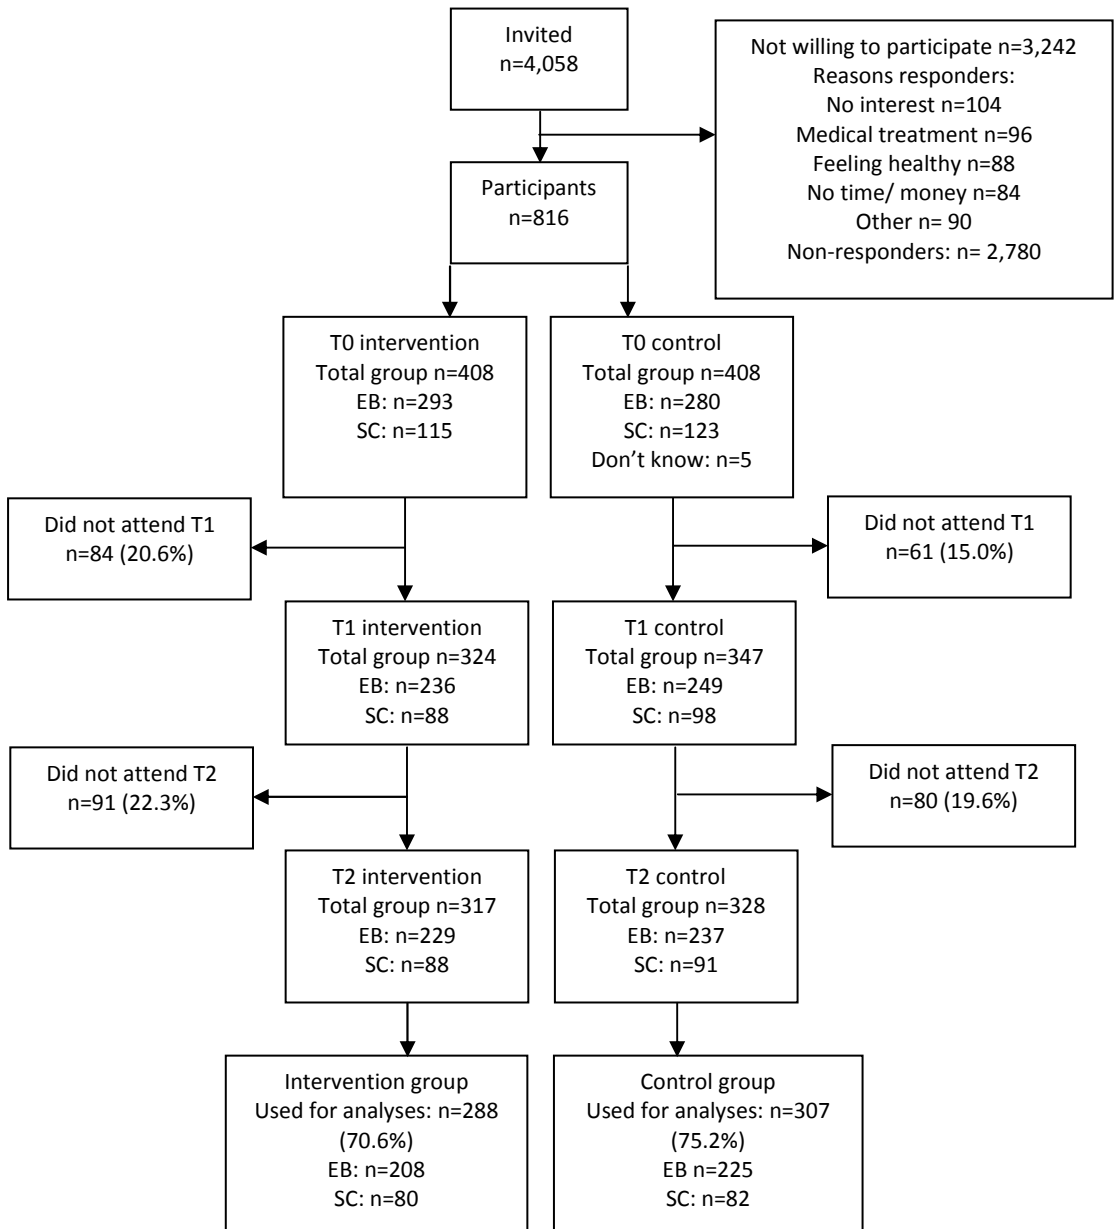 Invited
n=4,058
Not willing to participate n=3,242
Reasons responders:
No interest n=104
Medical treatment n=96
Feeling healthy n=88
No time/ money n=84
Other n= 90
Non-responders: n= 2,780
Participants
n=816
T0 intervention
Total group n=408
EB: n=293
SC: n=115
T0 control
Total group n=408
EB: n=280
SC: n=123
Don’t know: n=5
Did not attend T1
n=84 (20.6%)
Did not attend T1
n=61 (15.0%)
T1 intervention
Total group n=324
EB: n=236
SC: n=88
T1 control
Total group n=347
EB: n=249
SC: n=98
Did not attend T2
n=91 (22.3%)
Did not attend T2
n=80 (19.6%)
T2 intervention
Total group n=317
EB: n=229
SC: n=88
T2 control
Total group n=328
EB: n=237
SC: n=91
Intervention group
Used for analyses: n=288
(70.6%)
EB: n=208
SC: n=80
Control group
Used for analyses: n=307
(75.2%)
EB n=225
SC: n=82